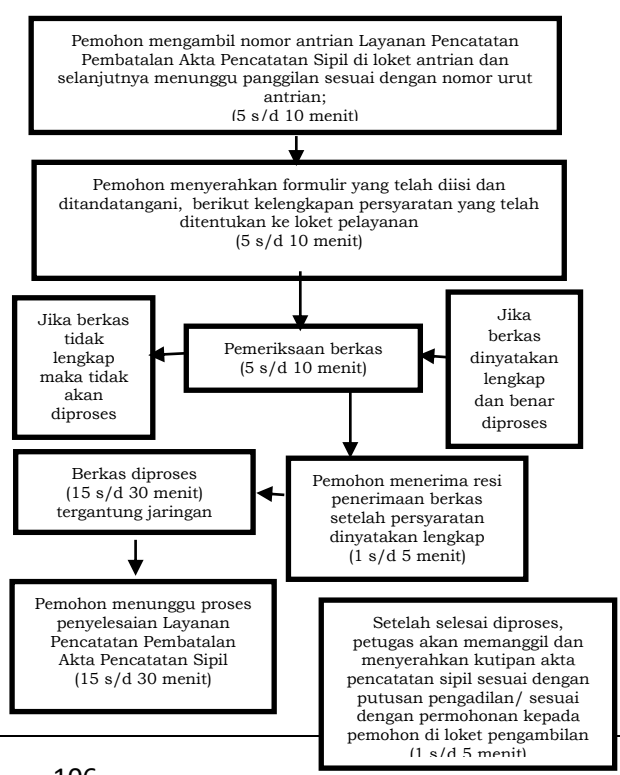 Pemohon mengambil nomor antrian Layanan Pencatatan
Pembatalan Akta Pencatatan Sipil di loket antrian dan
selanjutnya menunggu panggilan sesuai dengan nomor urut
antrian;
(5 s/d 10 menit)
Pemohon menyerahkan formulir yang telah diisi dan
ditandatangani, berikut kelengkapan persyaratan yang telah
ditentukan ke loket pelayanan
(5 s/d 10 menit)
Jika berkas
tidak
lengkap
maka tidak
akan
diproses
Pemeriksaan berkas
(5 s/d 10 menit)
Jika
berkas
dinyatakan
lengkap
dan benar
diproses
Berkas diproses
(15 s/d 30 menit)
tergantung jaringan
Pemohon menerima resi
penerimaan berkas
setelah persyaratan
dinyatakan lengkap
(1 s/d 5 menit)
Pemohon menunggu proses
penyelesaian Layanan
Pencatatan Pembatalan
Akta Pencatatan Sipil
(15 s/d 30 menit)
Setelah selesai diproses,
petugas akan memanggil dan
menyerahkan kutipan akta
pencatatan sipil sesuai dengan
putusan pengadilan/ sesuai
dengan permohonan kepada
pemohon di loket pengambilan
(1 s/d 5 menit)
106